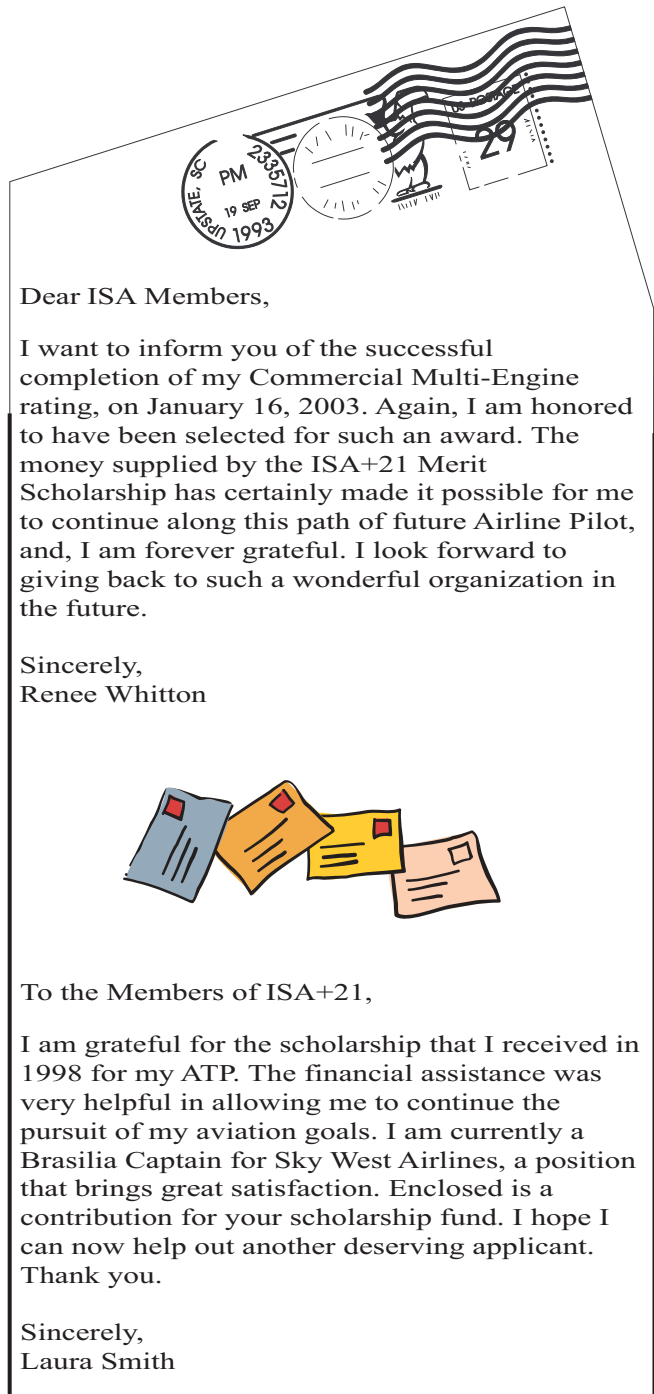 US POSTAGE
29
UPSTATE, SC
2335712
PM
19 SEP
1993
Dear ISA Members,
I want to inform you of the successful
completion of my Commercial Multi-Engine
rating, on January 16, 2003. Again, I am honored
to have been selected for such an award. The
money supplied by the ISA+21 Merit
Scholarship has certainly made it possible for me
to continue along this path of future Airline Pilot,
and, I am forever grateful. I look forward to
giving back to such a wonderful organization in
the future.
Sincerely,
Renee Whitton
To the Members of ISA+21,
I am grateful for the scholarship that I received in
1998 for my ATP. The financial assistance was
very helpful in allowing me to continue the
pursuit of my aviation goals. I am currently a
Brasilia Captain for Sky West Airlines, a position
that brings great satisfaction. Enclosed is a
contribution for your scholarship fund. I hope I
can now help out another deserving applicant.
Thank you.
Sincerely,
Laura Smith